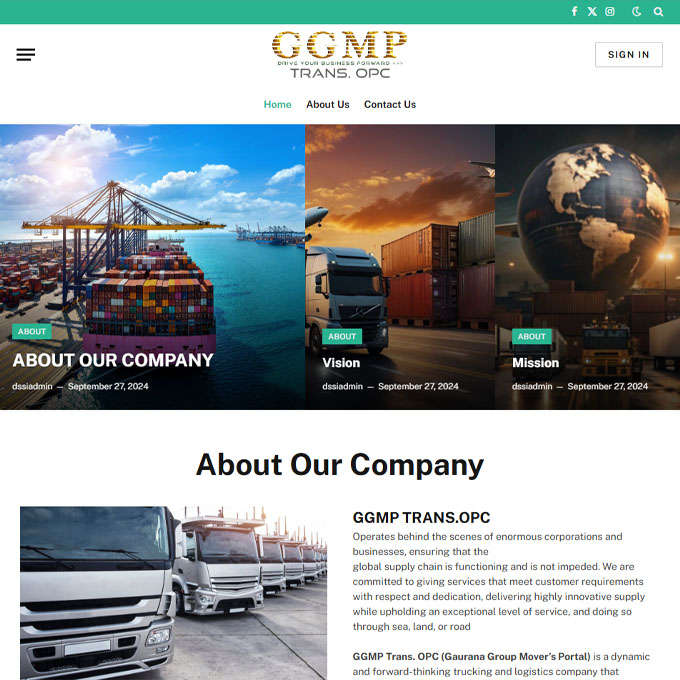 GGMP
DRIVE YOUR BUSINESS FORWARD >>>
TRANS. OPC
SIGN IN
Home About Us Contact Us
ABOUT
ABOUT OUR COMPANY
dssiadmin — September 27, 2024
ABOUT
Vision
dssiadmin — September 27, 2024
ABOUT
Mission
dssiadmin — September 27, 2024
About Our Company
GGMP TRANS.OPC
Operates behind the scenes of enormous corporations and
businesses, ensuring that the
global supply chain is functioning and is not impeded. We are
committed to giving services that meet customer requirements
with respect and dedication, delivering highly innovative supply
while upholding an exceptional level of service, and doing so
through sea, land, or road
GGMP Trans. OPC (Gaurana Group Mover's Portal) is a dynamic
and forward-thinking trucking and logistics company that